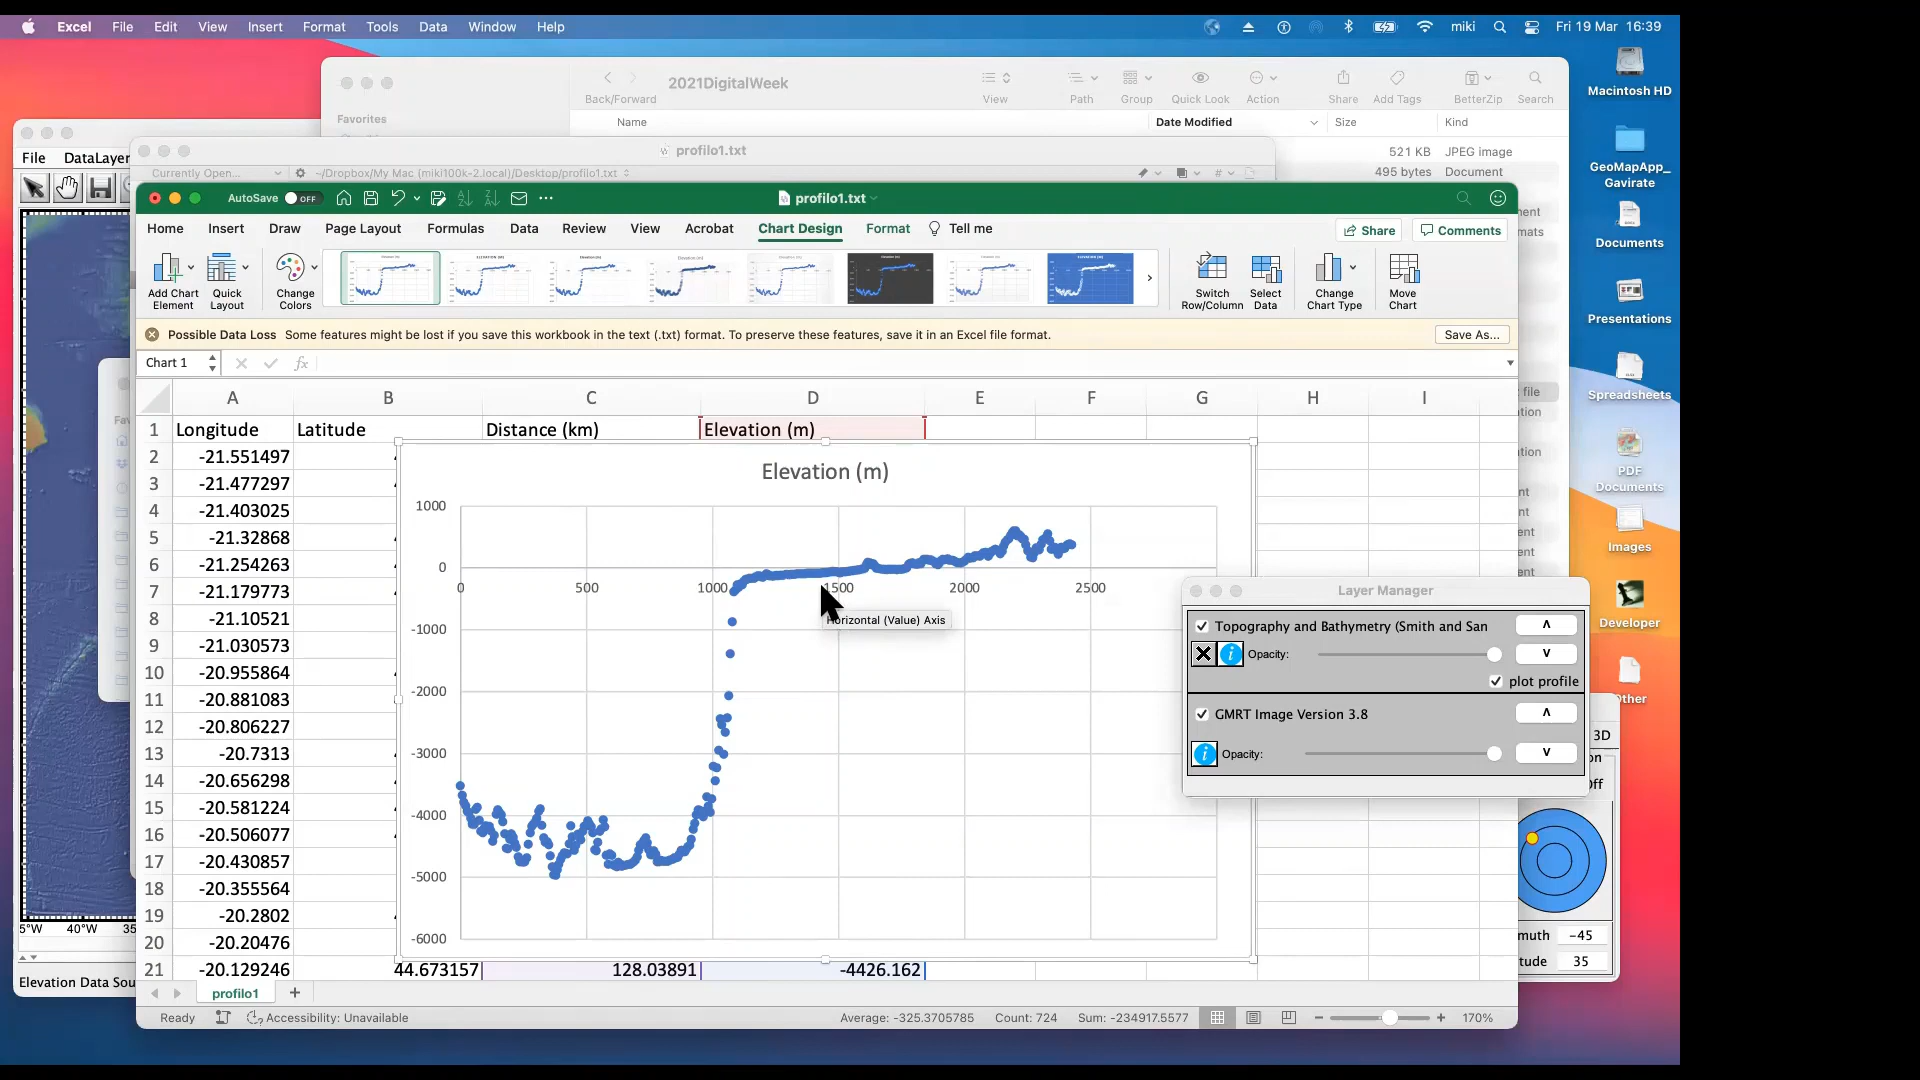 Excel File Edit View Insert Format Tools Data Window Help
miki Fri 19 Mar 16:39
2021DigitalWeek
Back/Forward View Path Group Quick Look Action Share Add Tags BetterZip Search
Favorites
Name Date Modified Size Kind
521 KB JPEG image
495 bytes Document
File DataLayer
profilo1.txt
Currently Open... ~/Dropbox/My Mac (miki100k-2.local)/Desktop/profilo1.txt
AutoSave OFF
profilo1.txt
Home Insert Draw Page Layout Formulas Data Review View Acrobat Chart Design Format Tell me
Share Comments
Add Chart Element
Quick Layout
Change Colors
Switch Row/Column
Select Data
Change Chart Type
Move Chart
Possible Data Loss Some features might be lost if you save this workbook in the text (.txt) format. To preserve these features, save it in an Excel file format.
Save As...
Chart 1
fx
A B C D E F G H I
1 Longitude Latitude Distance (km) Elevation (m)
2 -21.551497
3 -21.477297
4 -21.403025
5 -21.32868
6 -21.254263
7 -21.179773
8 -21.10521
9 -21.030573
10 -20.955864
11 -20.881083
12 -20.806227
13 -20.7313
14 -20.656298
15 -20.581224
16 -20.506077
17 -20.430857
18 -20.355564
19 -20.2802
20 -20.20476
21 -20.129246 44.673157 128.03891 -4426.162
Elevation (m)
1000
0
-1000
-2000
-3000
-4000
-5000
-6000
0 500 1000 1500 2000 2500
Horizontal (Value) Axis
Layer Manager
Topography and Bathymetry (Smith and San
Opacity:
plot profile
GMRT Image Version 3.8
Opacity:
3D
on
Off
muth -45
tude 35
5°W 40°W 35
Elevation Data Sou
profilo1
Ready Accessibility: Unavailable
Average: -325.3705785 Count: 724 Sum: -234917.5577 170%
Macintosh HD
GeoMapApp_
Gavirate
Documents
Presentations
Spreadsheets
PDF
Documents
Images
Developer
Other